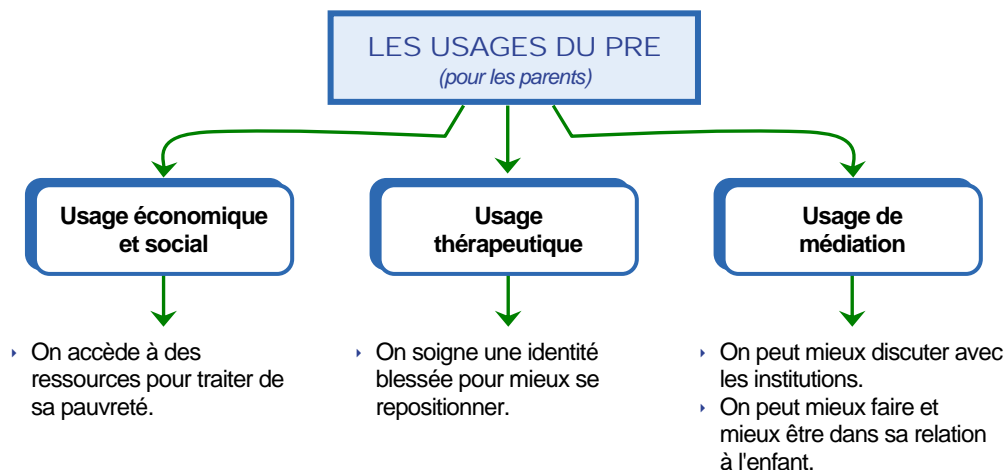 LES USAGES DU PRE
(pour les parents)
Usage économique
et social
Usage
thérapeutique
Usage de
médiation
On accède à des
ressources pour traiter de
sa pauvreté.
On soigne une identité
blessée pour mieux se
repositionner.
On peut mieux discuter avec
les institutions.
On peut mieux faire et
mieux être dans sa relation
à l'enfant.